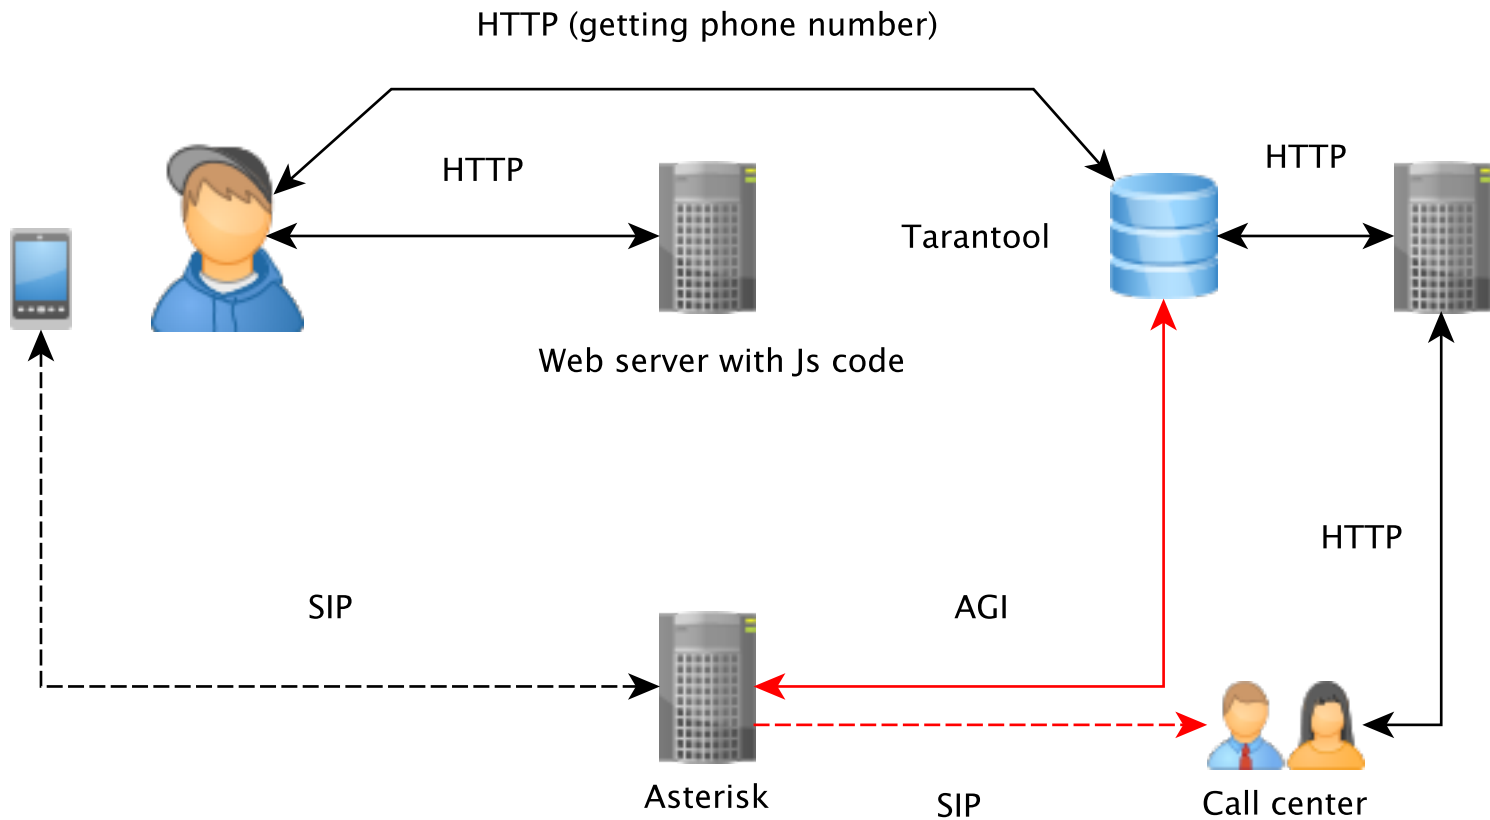 HTTP (getting phone number)
HTTP
HTTP
Tarantool
Web server with Js code
HTTP
SIP
AGI
Asterisk
SIP
Call center